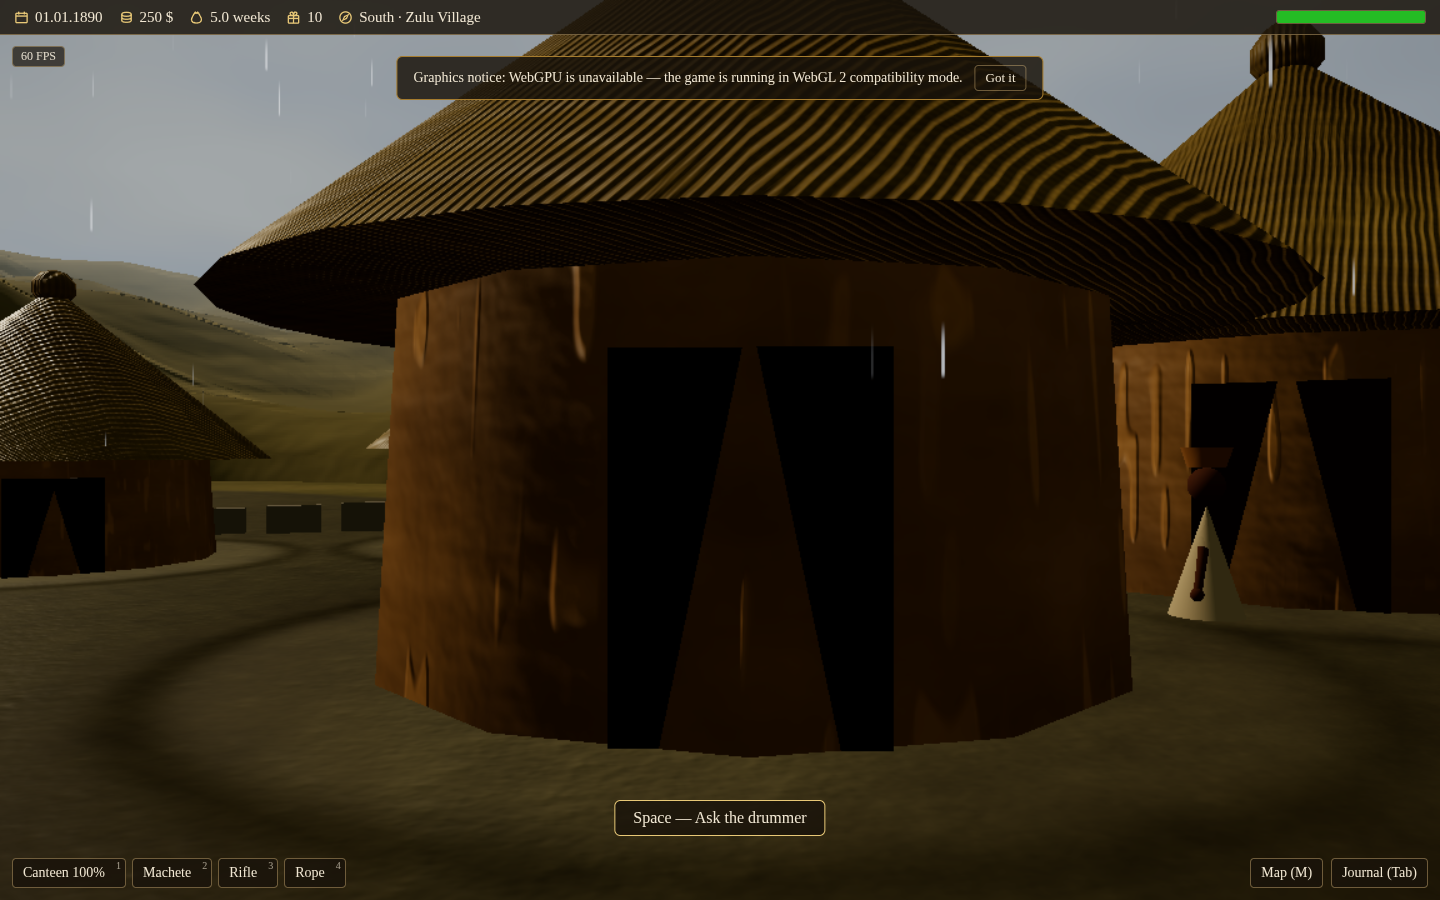 01.01.1890 250 $ 5.0 weeks 10 South · Zulu Village
60 FPS
Graphics notice: WebGPU is unavailable — the game is running in WebGL 2 compatibility mode. Got it
Space — Ask the drummer
Canteen 100% 1 Machete 2 Rifle 3 Rope 4 Map (M) Journal (Tab)